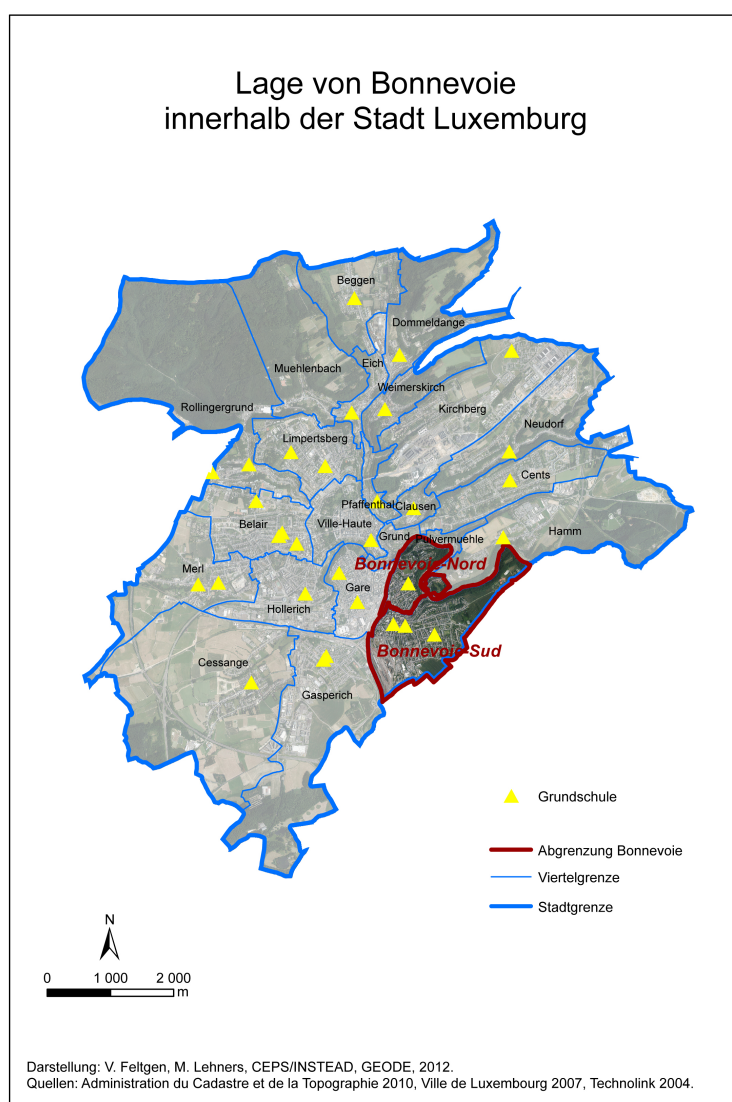 Lage von Bonnevoie
innerhalb der Stadt Luxemburg
Beggen
Dommeldange
Eich
Muehlenbach
Weimerskirch
Rollingergrund
Kirchberg
Neudorf
Limpertsberg
Cents
Pfaffenthal
Clausen
Belair
Ville-Haute
Grund
Pulvermuehle
Hamm
Bonnevoie-Nord
Merl
Gare
Hollerich
Bonnevoie-Sud
Cessange
Gasperich
Grundschule
Abgrenzung Bonnevoie
Viertelgrenze
Stadtgrenze
N
0 1 000 2 000
m
Darstellung: V. Feltgen, M. Lehners, CEPS/INSTEAD, GEODE, 2012.
Quellen: Administration du Cadastre et de la Topographie 2010, Ville de Luxembourg 2007, Technolink 2004.